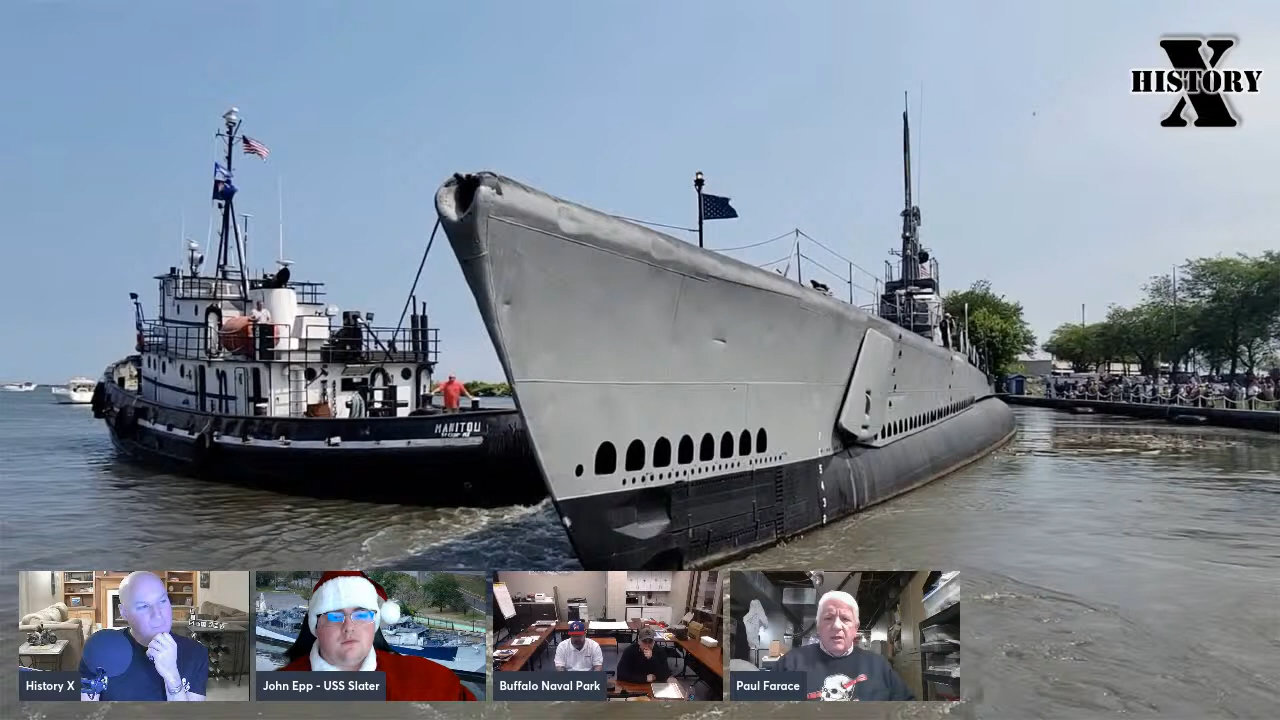 HISTORY
X
MANITOU
History X
John Epp - USS Slater
Buffalo Naval Park
Paul Farace